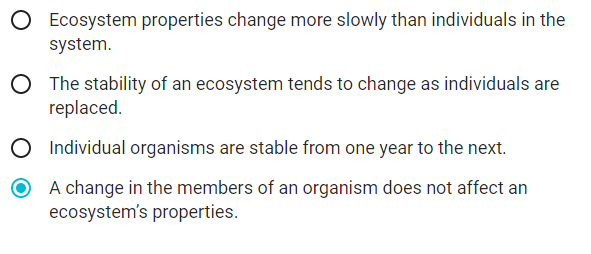 Ecosystem properties change more slowly than individuals in the
system.
The stability of an ecosystem tends to change as individuals are
replaced.
Individual organisms are stable from one year to the next.
A change in the members of an organism does not affect an
ecosystem's properties.